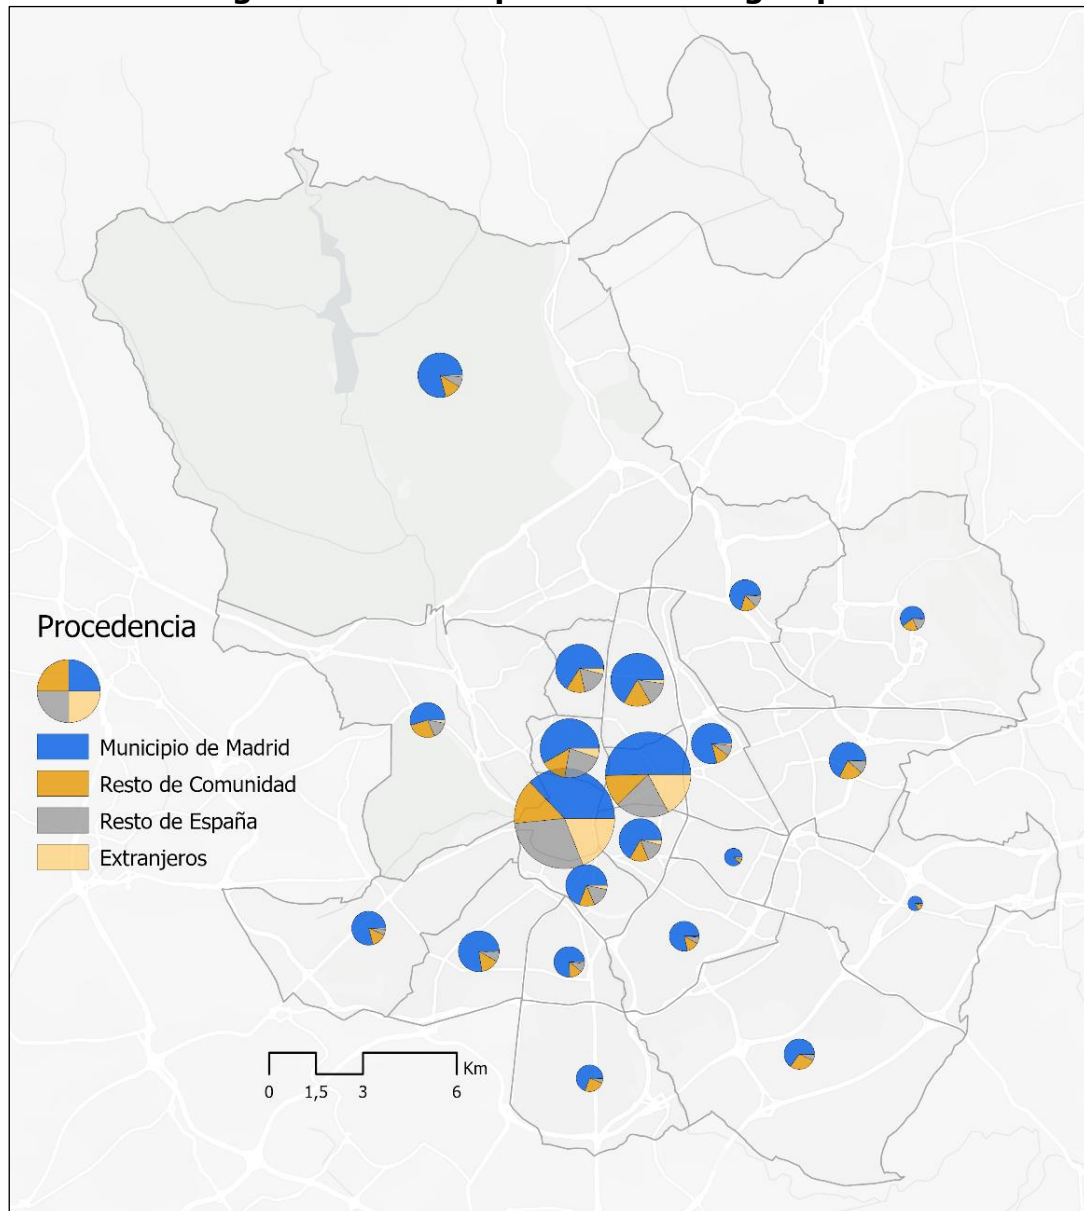 Procedencia
Municipio de Madrid
Resto de Comunidad
Resto de España
Extranjeros
Km
0 1,5 3 6